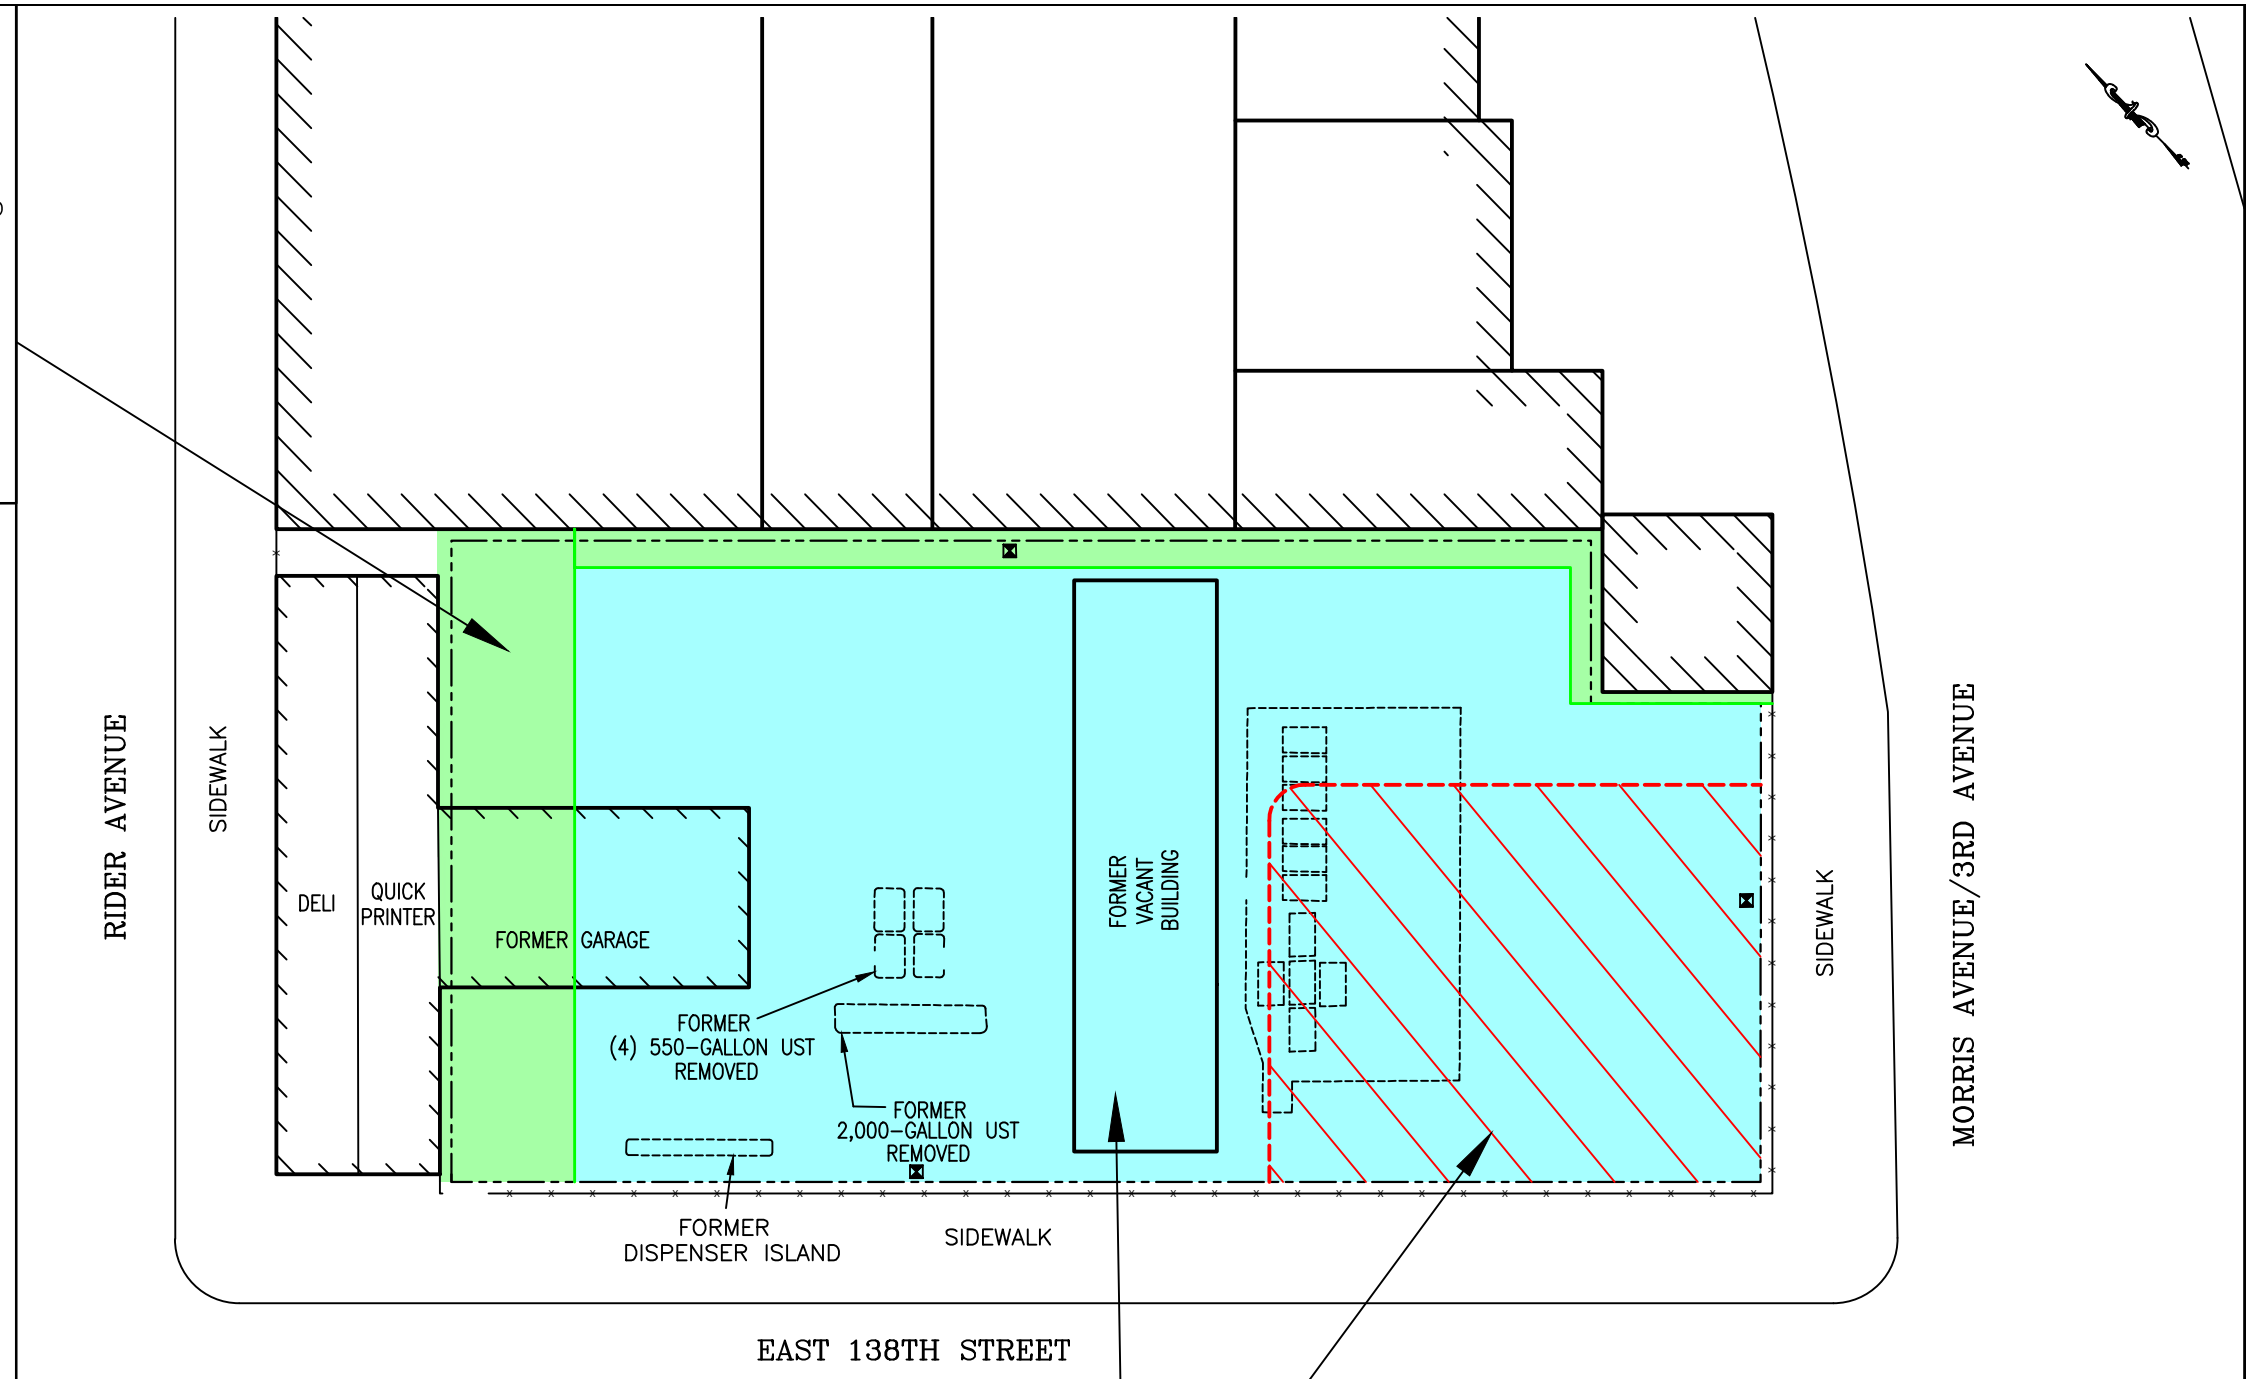 RIDER AVENUE
SIDEWALK
DELI
QUICK
PRINTER
FORMER GARAGE
FORMER
(4) 550-GALLON UST
REMOVED
FORMER
2,000-GALLON UST
REMOVED
FORMER
DISPENSER ISLAND
SIDEWALK
FORMER
VACANT
BUILDING
SIDEWALK
MORRIS AVENUE/3RD AVENUE
EAST 138TH STREET